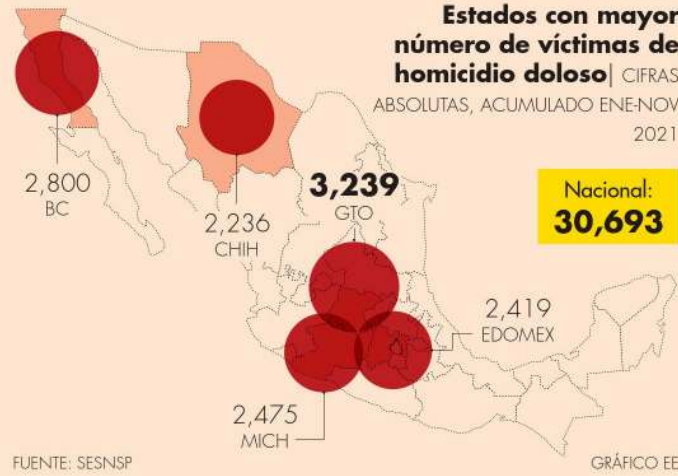 Estados con mayor
número de víctimas de
homicidio doloso| CIFRAS
ABSOLUTAS, ACUMULADO ENE-NOV
2021
2,800
BC
2,236
CHIH
3,239
GTO
Nacional:
30,693
2,419
EDOMEX
2,475
MICH
FUENTE: SESNSP
GRÁFICO EE